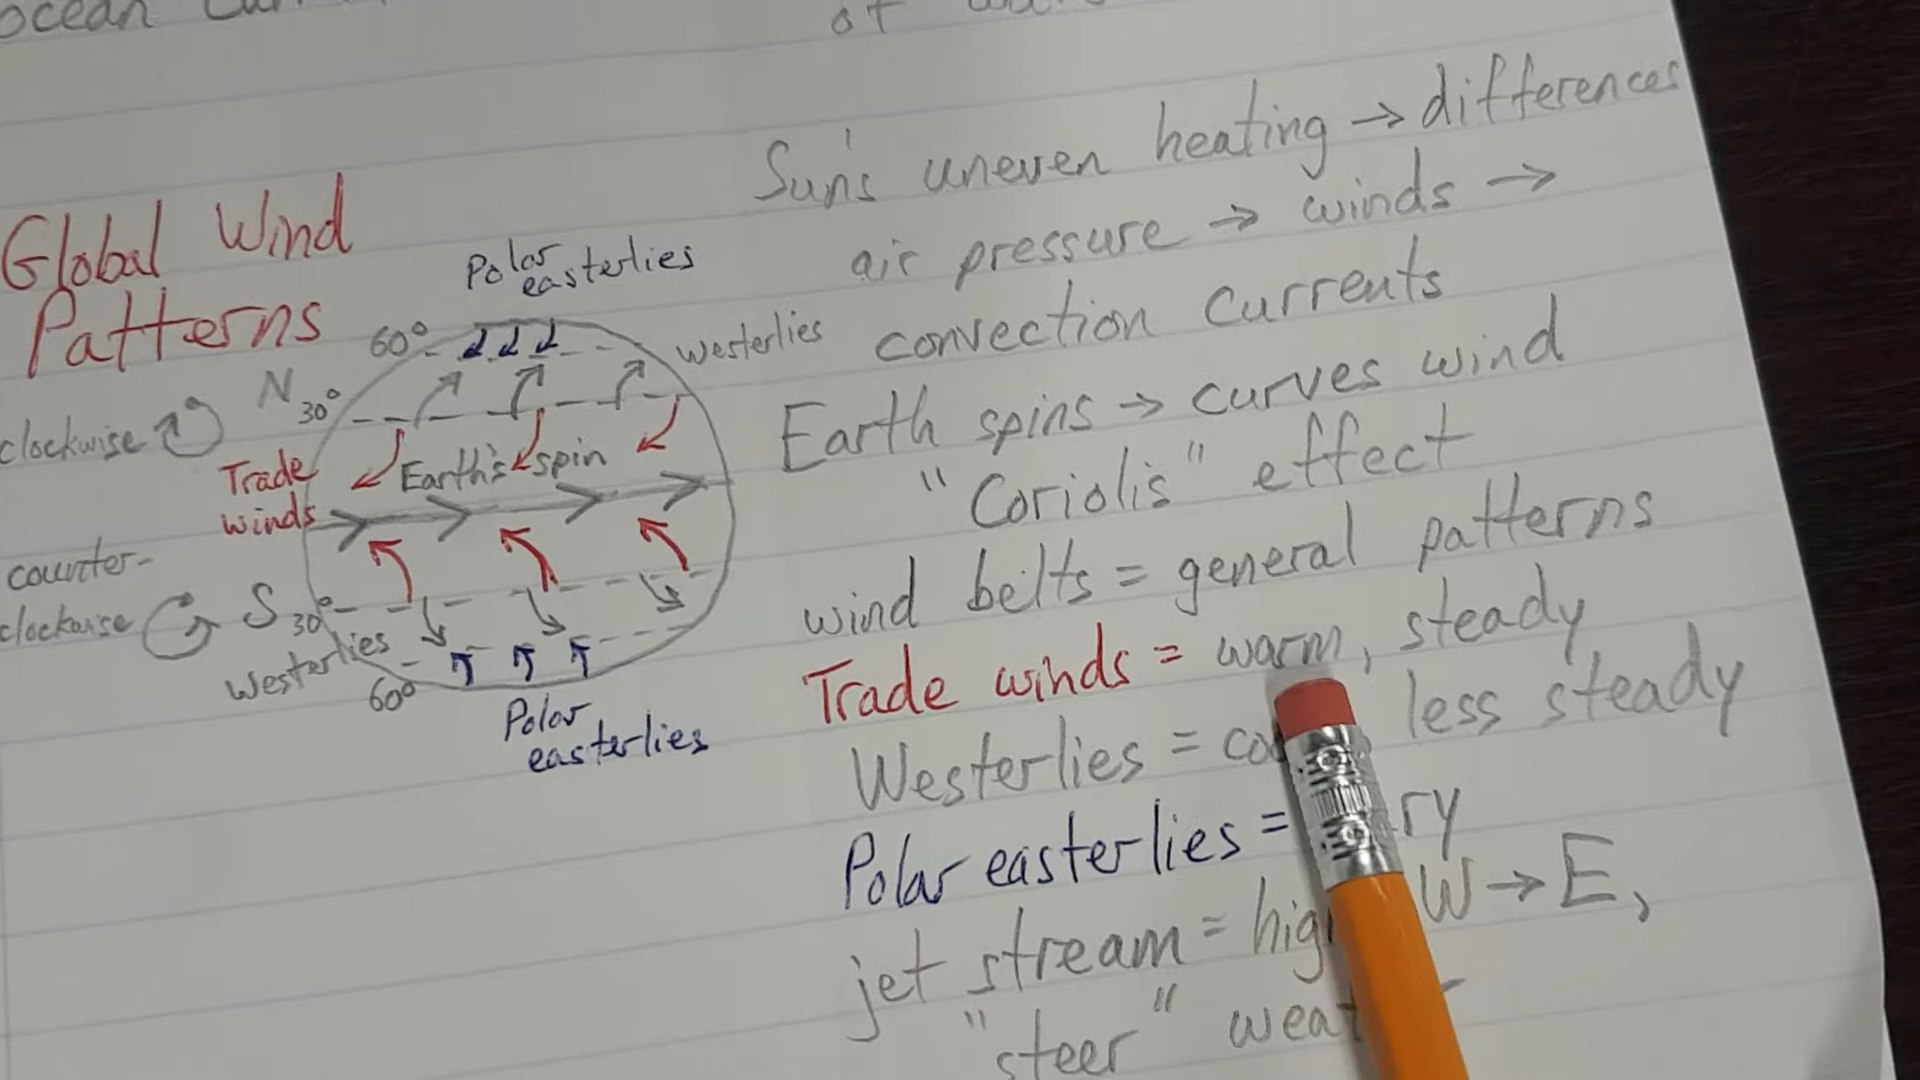 ocean
of
Global Wind
Patterns
Polar
easterlies
60°
Westerlies
N 30°
clockwise
Trade
winds
Earth's spin
counter-
clockwise
S 30°
Westerlies
60°
Polar
easterlies
Sun's uneven heating → differences
air pressure → winds →
convection currents
Earth spins → curves wind
"Coriolis" effect
wind belts = general patterns
Trade winds = warm, steady
Westerlies = less steady
Polar easterlies =
jet stream = W → E,
"steer"